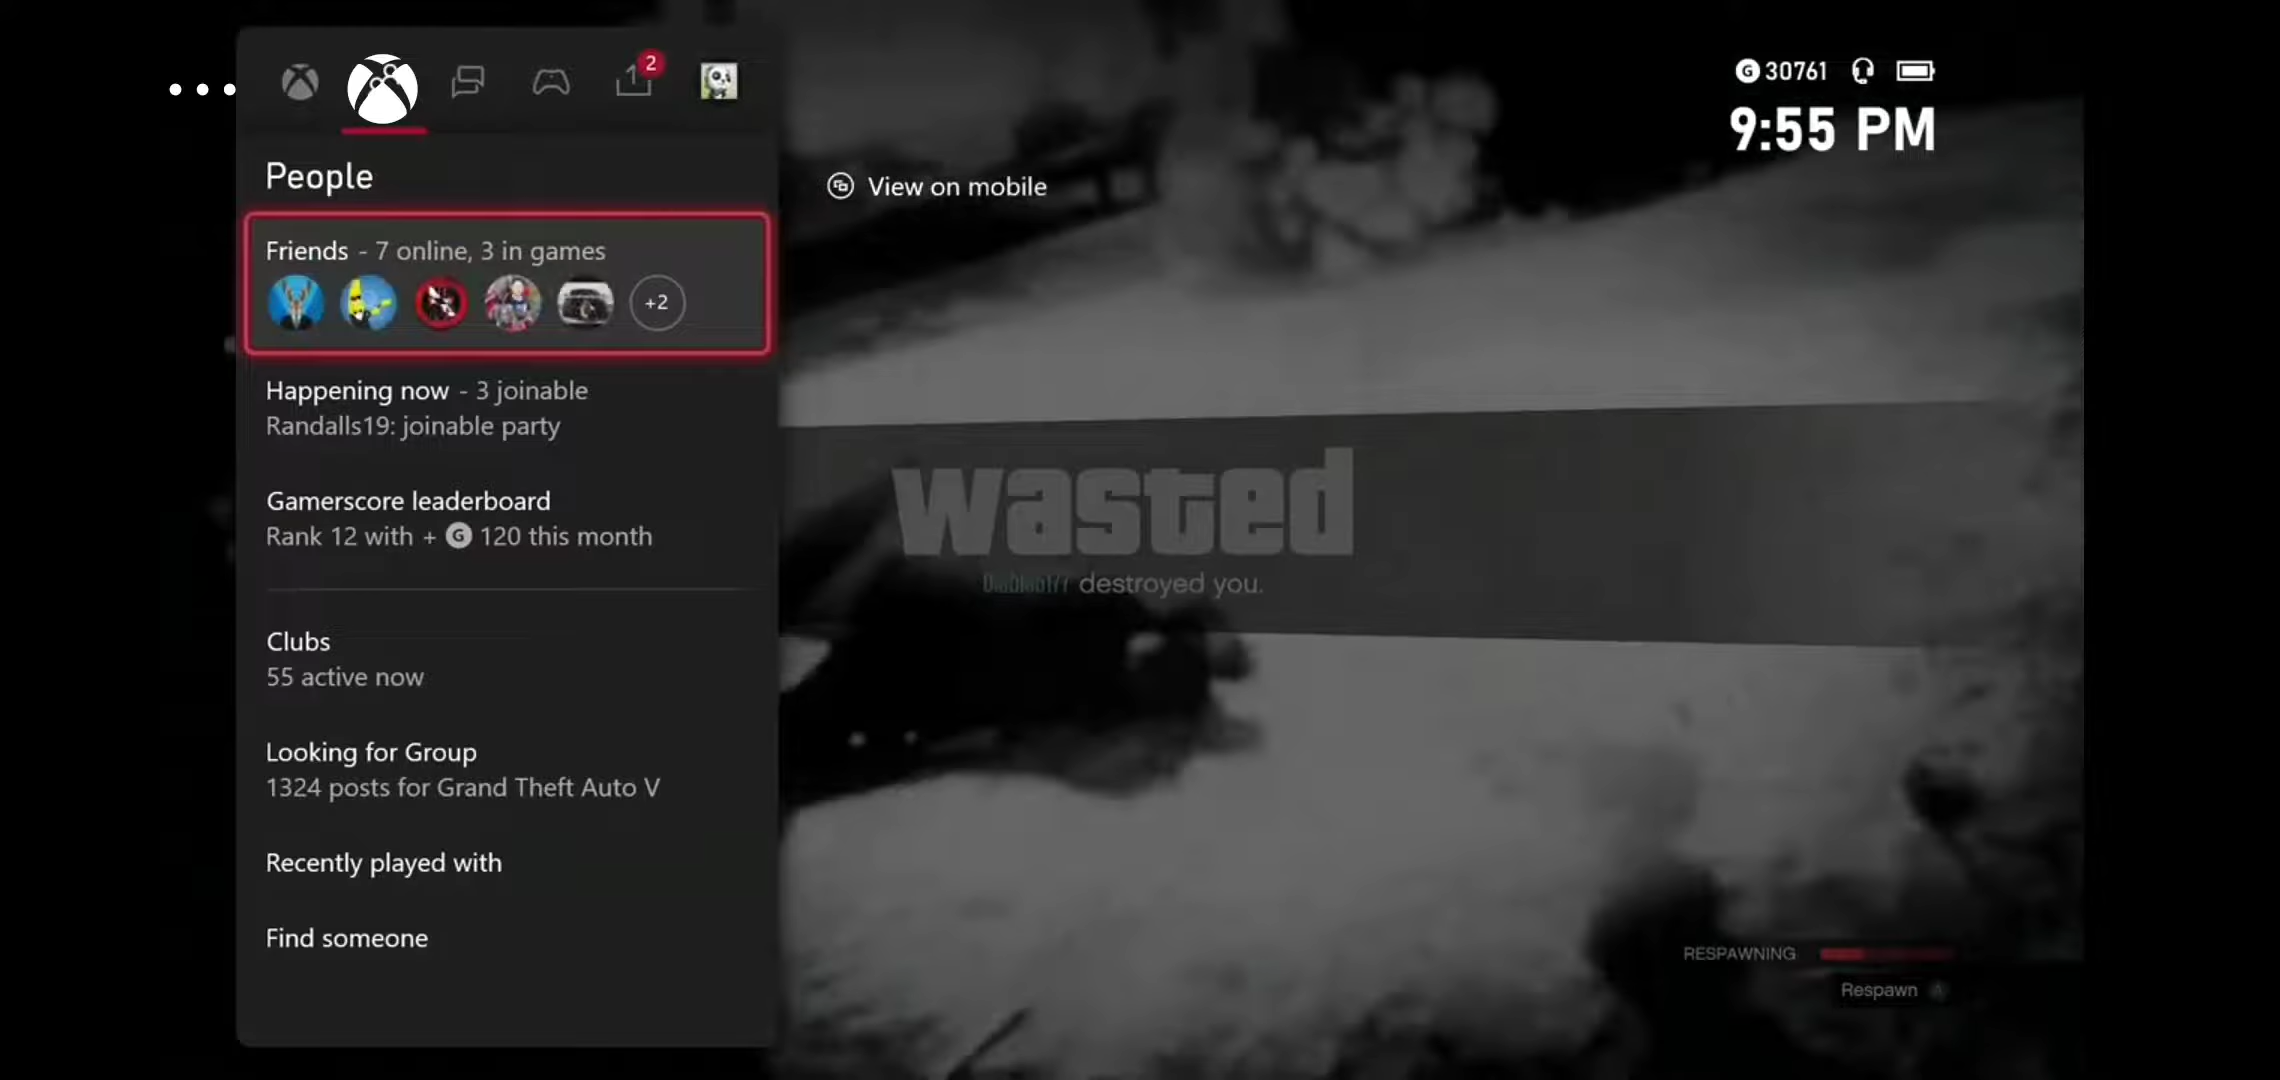 2
G 30761
9:55 PM
People
View on mobile
Friends - 7 online, 3 in games
+2
Happening now - 3 joinable
Randalls19: joinable party
Gamerscore leaderboard
Rank 12 with + G 120 this month
wasted
destroyed you.
Clubs
55 active now
Looking for Group
1324 posts for Grand Theft Auto V
Recently played with
Find someone
RESPAWNING
Respawn A